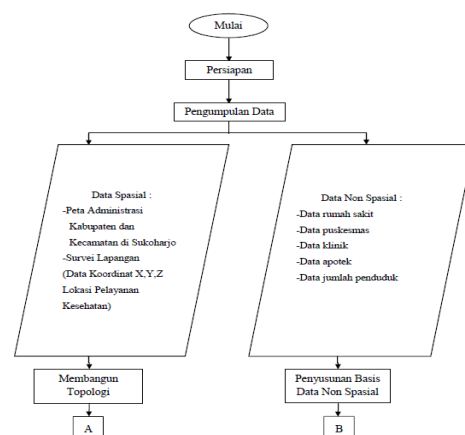 Mulai
Persiapan
Pengumpulan Data
Data Spasial :
-Peta Administrasi
Kabupaten dan
Kecamatan di Sukoharjo
-Survei Lapangan
(Data Koordinat X,Y,Z
Lokasi Pelayanan
Kesehatan)
Data Non Spasial :
-Data rumah sakit
-Data puskesmas
-Data klinik
-Data apotek
-Data jumlah penduduk
Membangun
Topologi
Penyusunan Basis
Data Non Spasial
A
B